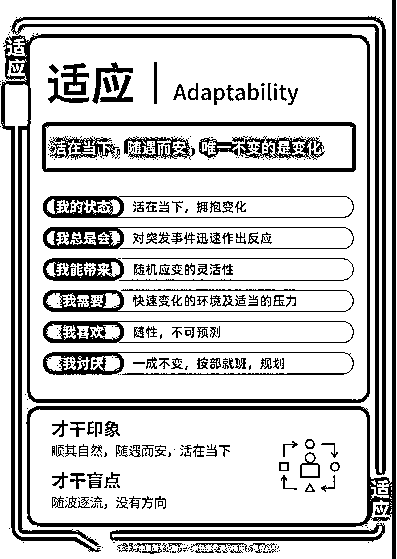 适应
适应 | Adaptability
活在当下，随遇而安，唯一不变的是变化
我的状态 活在当下，拥抱变化
我总是会 对突发事件迅速作出反应
我能带来 随机应变的灵活性
我需要 快速变化的环境及适当的压力
我喜欢 随性，不可预测
我讨厌 一成不变，按部就班，规划
才干印象
顺其自然，随遇而安，活在当下
才干盲点
随波逐流，没有方向
适应